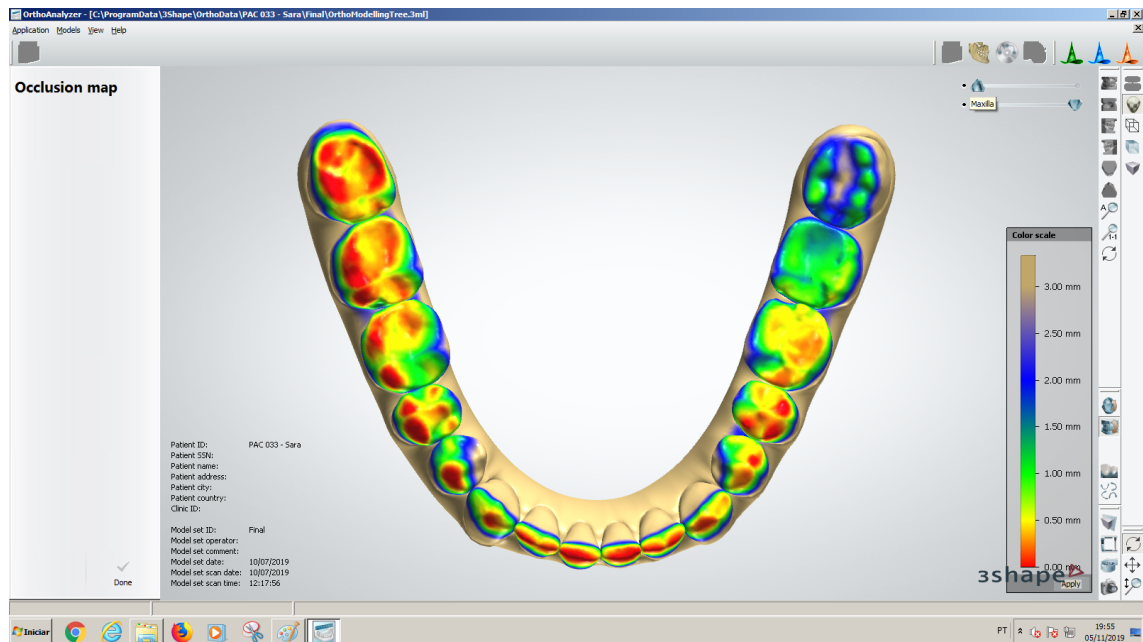 OrthoAnalyzer - [C:\ProgramData\3Shape\OrthoData\PAC 033 - Sara\Final\OrthoModellingTree.3ml]
Application Models View Help
Occlusion map
Maxilla
Color scale
3.00 mm
2.50 mm
2.00 mm
1.50 mm
1.00 mm
0.50 mm
0.00 mm
Apply
Patient ID: PAC 033 - Sara
Patient SSN:
Patient name:
Patient address:
Patient city:
Patient country:
Clinic ID:
Model set ID: Final
Model set operator:
Model set comment:
Model set date: 10/07/2019
Model set scan date: 10/07/2019
Model set scan time: 12:17:56
Done
3shape
Iniciar
PT
19:55
05/11/2019